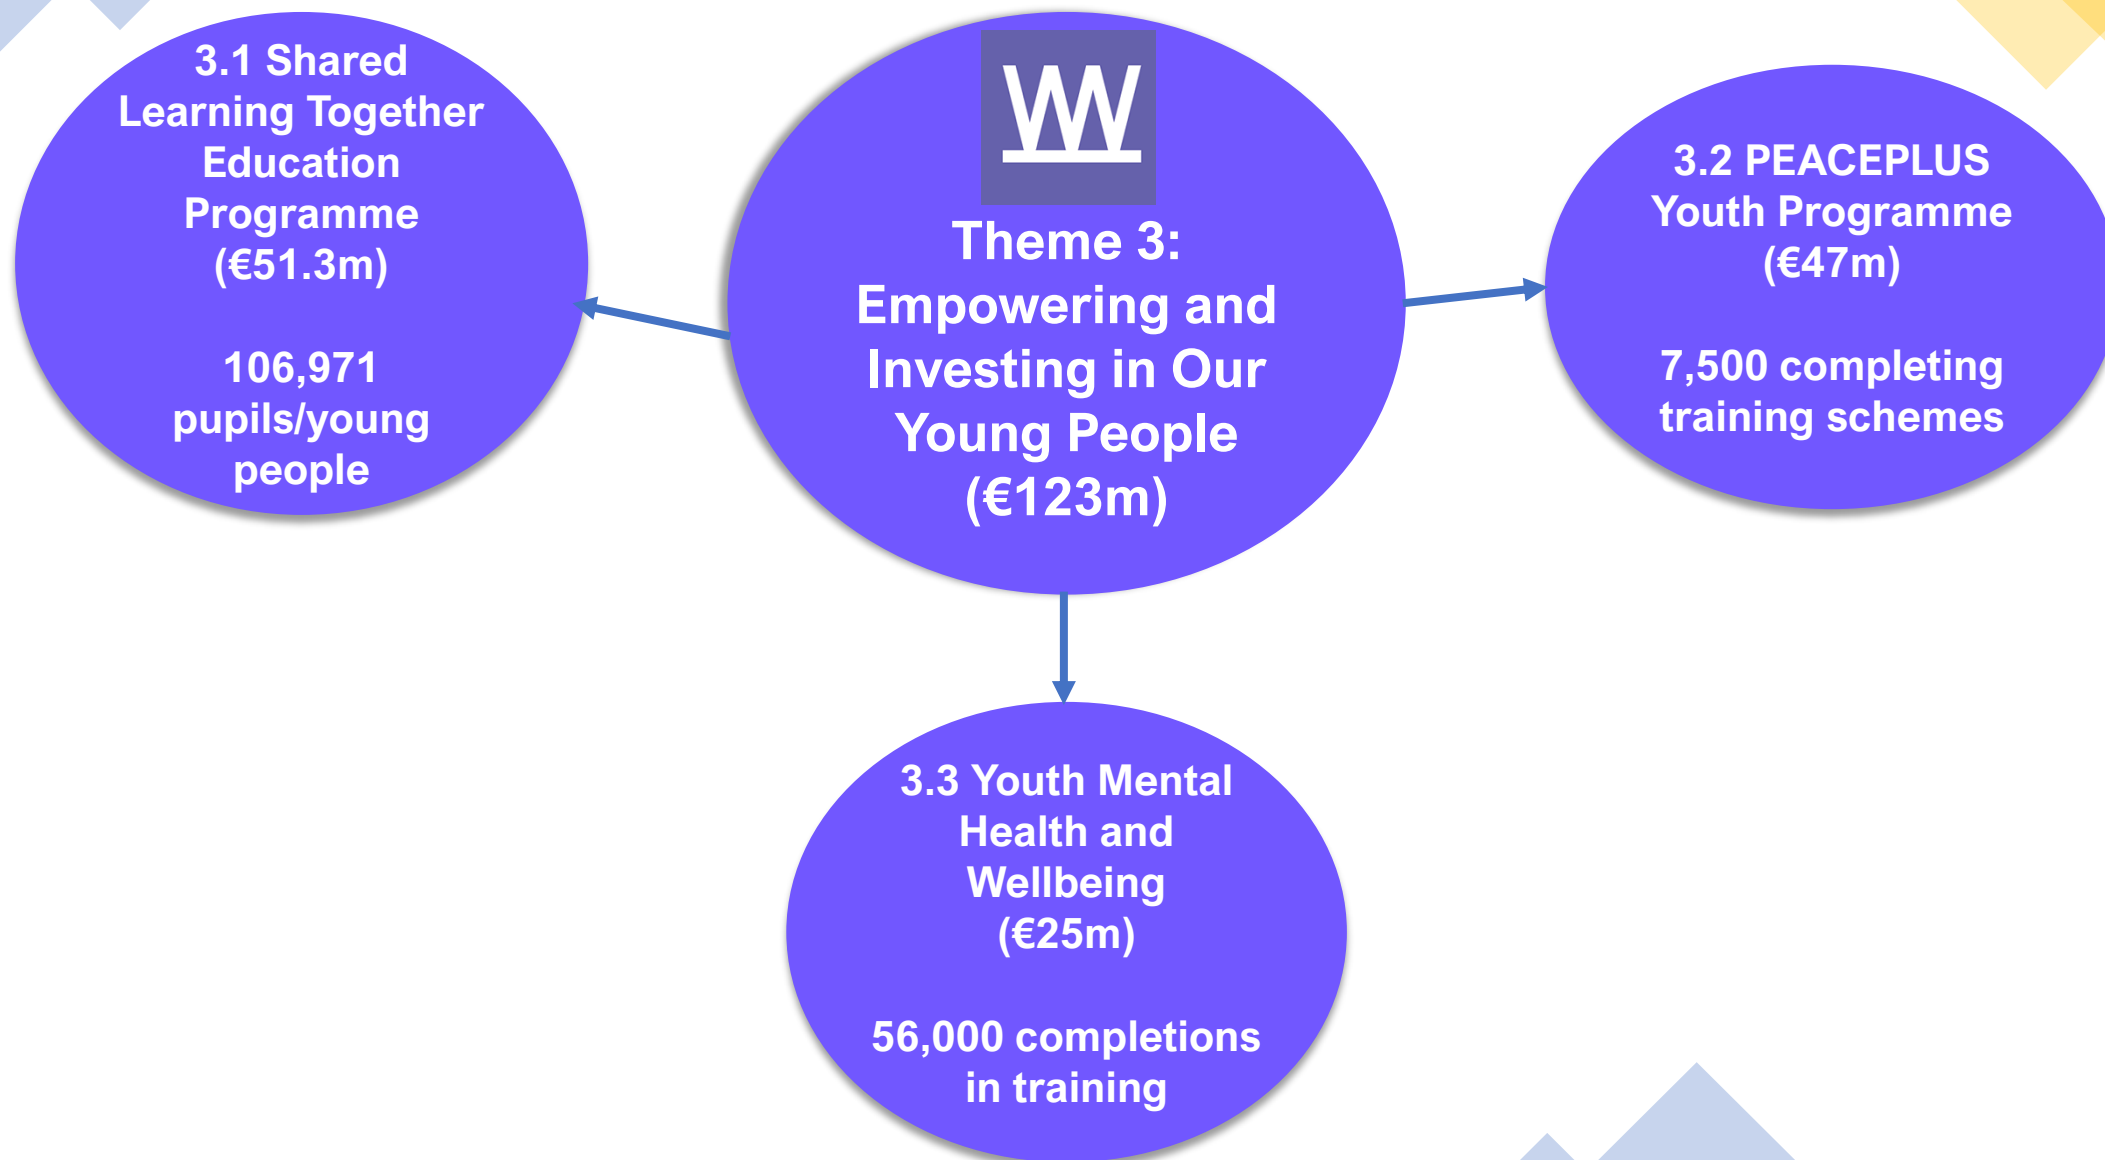 3.1 Shared
Learning Together
Education
Programme
(€51.3m)
106,971
pupils/young
people
Theme 3:
Empowering and
Investing in Our
Young People
(€123m)
3.2 PEACEPLUS
Youth Programme
(€47m)
7,500 completing
training schemes
3.3 Youth Mental
Health and
Wellbeing
(€25m)
56,000 completions
in training